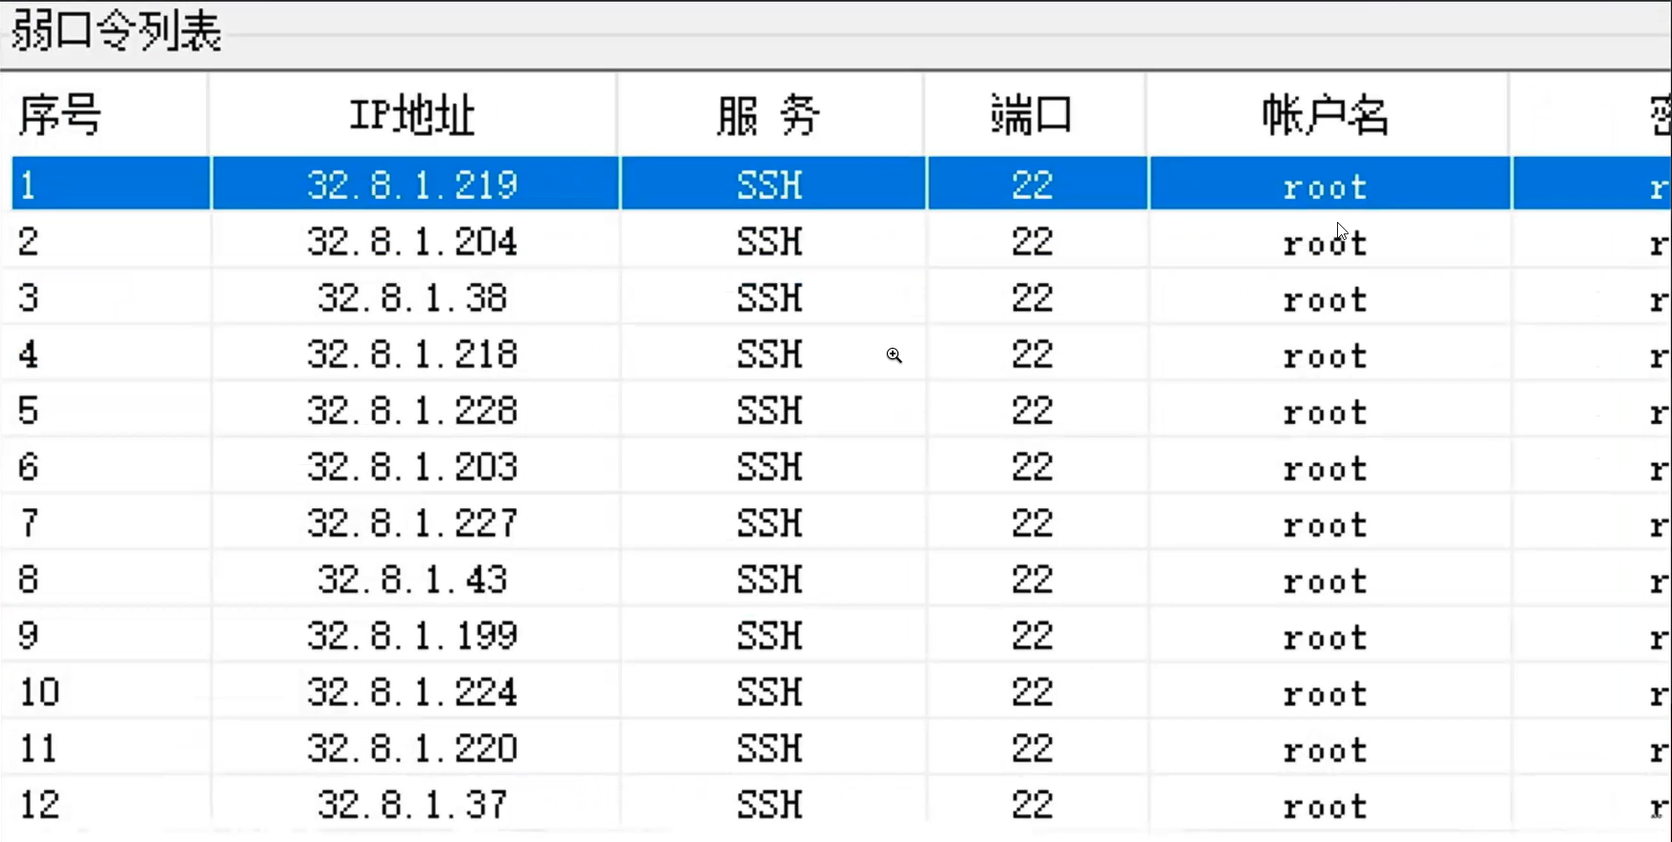 弱口令列表
序号 IP地址 服 务 端口 帐户名
1 32.8.1.219 SSH 22 root r
2 32.8.1.204 SSH 22 root r
3 32.8.1.38 SSH 22 root r
4 32.8.1.218 SSH 22 root r
5 32.8.1.228 SSH 22 root r
6 32.8.1.203 SSH 22 root r
7 32.8.1.227 SSH 22 root r
8 32.8.1.43 SSH 22 root r
9 32.8.1.199 SSH 22 root r
10 32.8.1.224 SSH 22 root r
11 32.8.1.220 SSH 22 root r
12 32.8.1.37 SSH 22 root r